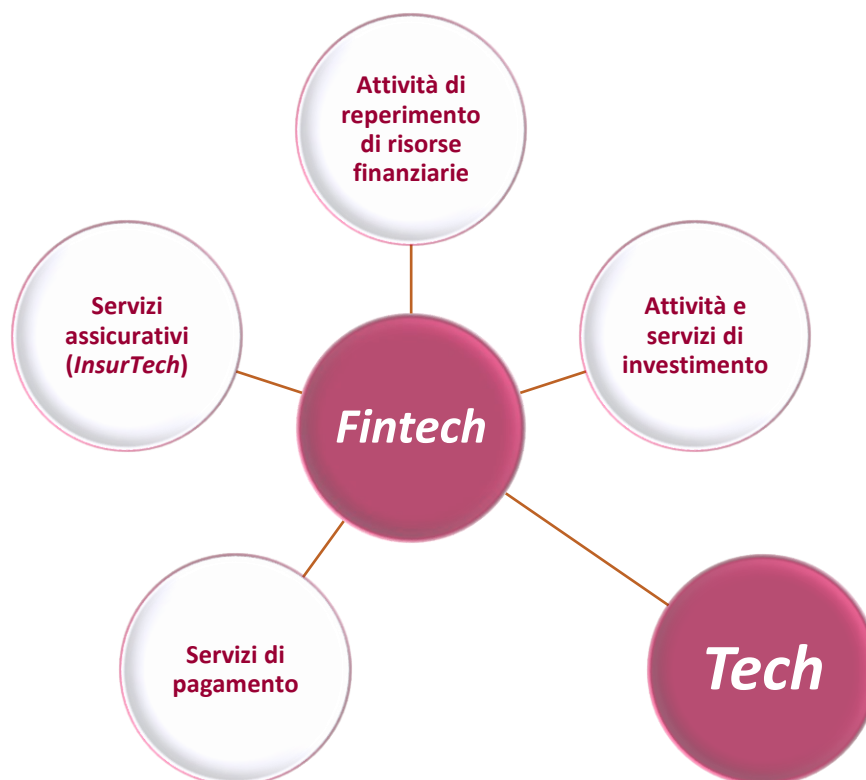 Attività di
reperimento
di risorse
finanziarie
Servizi
assicurativi
(InsurTech)
Attività e
servizi di
investimento
Fintech
Servizi di
pagamento
Tech